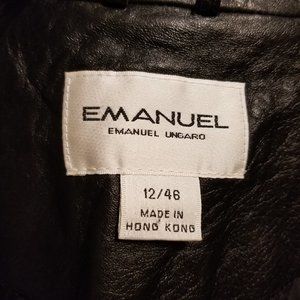 EMANUEL
EMANUEL UNGARO
12/46
MADE IN
HONG KONG